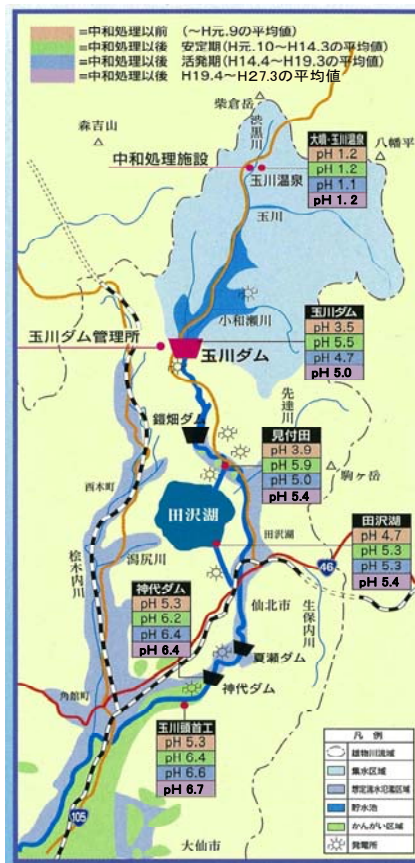 =中和処理以前 (〜H元.9の平均値)
=中和処理以後 安定期(H元.10〜H14.3の平均値)
=中和処理以後 活発期(H14.4〜H19.3の平均値)
=中和処理以後 H19.4〜H27.3の平均値
柴倉岳
渋黒川
森吉山
大噴・玉川温泉
pH 1.2
pH 1.2
pH 1.1
pH 1.2
八幡平
中和処理施設
玉川温泉
玉川
小和瀬川
玉川ダム
pH 3.5
pH 5.5
pH 4.7
pH 5.0
玉川ダム管理所
玉川ダム
先達川
鎧畑ダム
見付田
pH 3.9
pH 5.9
pH 5.0
pH 5.4
駒ヶ岳
西木町
田沢湖
田沢湖
田沢湖
pH 4.7
pH 5.3
pH 5.3
pH 5.4
桧木内川
潟尻川
46
神代ダム
pH 5.3
pH 6.2
pH 6.4
pH 6.4
仙北市
生保内川
夏瀬ダム
角館町
神代ダム
玉川頭首工
pH 5.3
pH 6.4
pH 6.6
pH 6.7
凡例
雄物川流域
集水区域
想定流水氾濫区域
貯水池
かんがい区域
発電所
105
大仙市